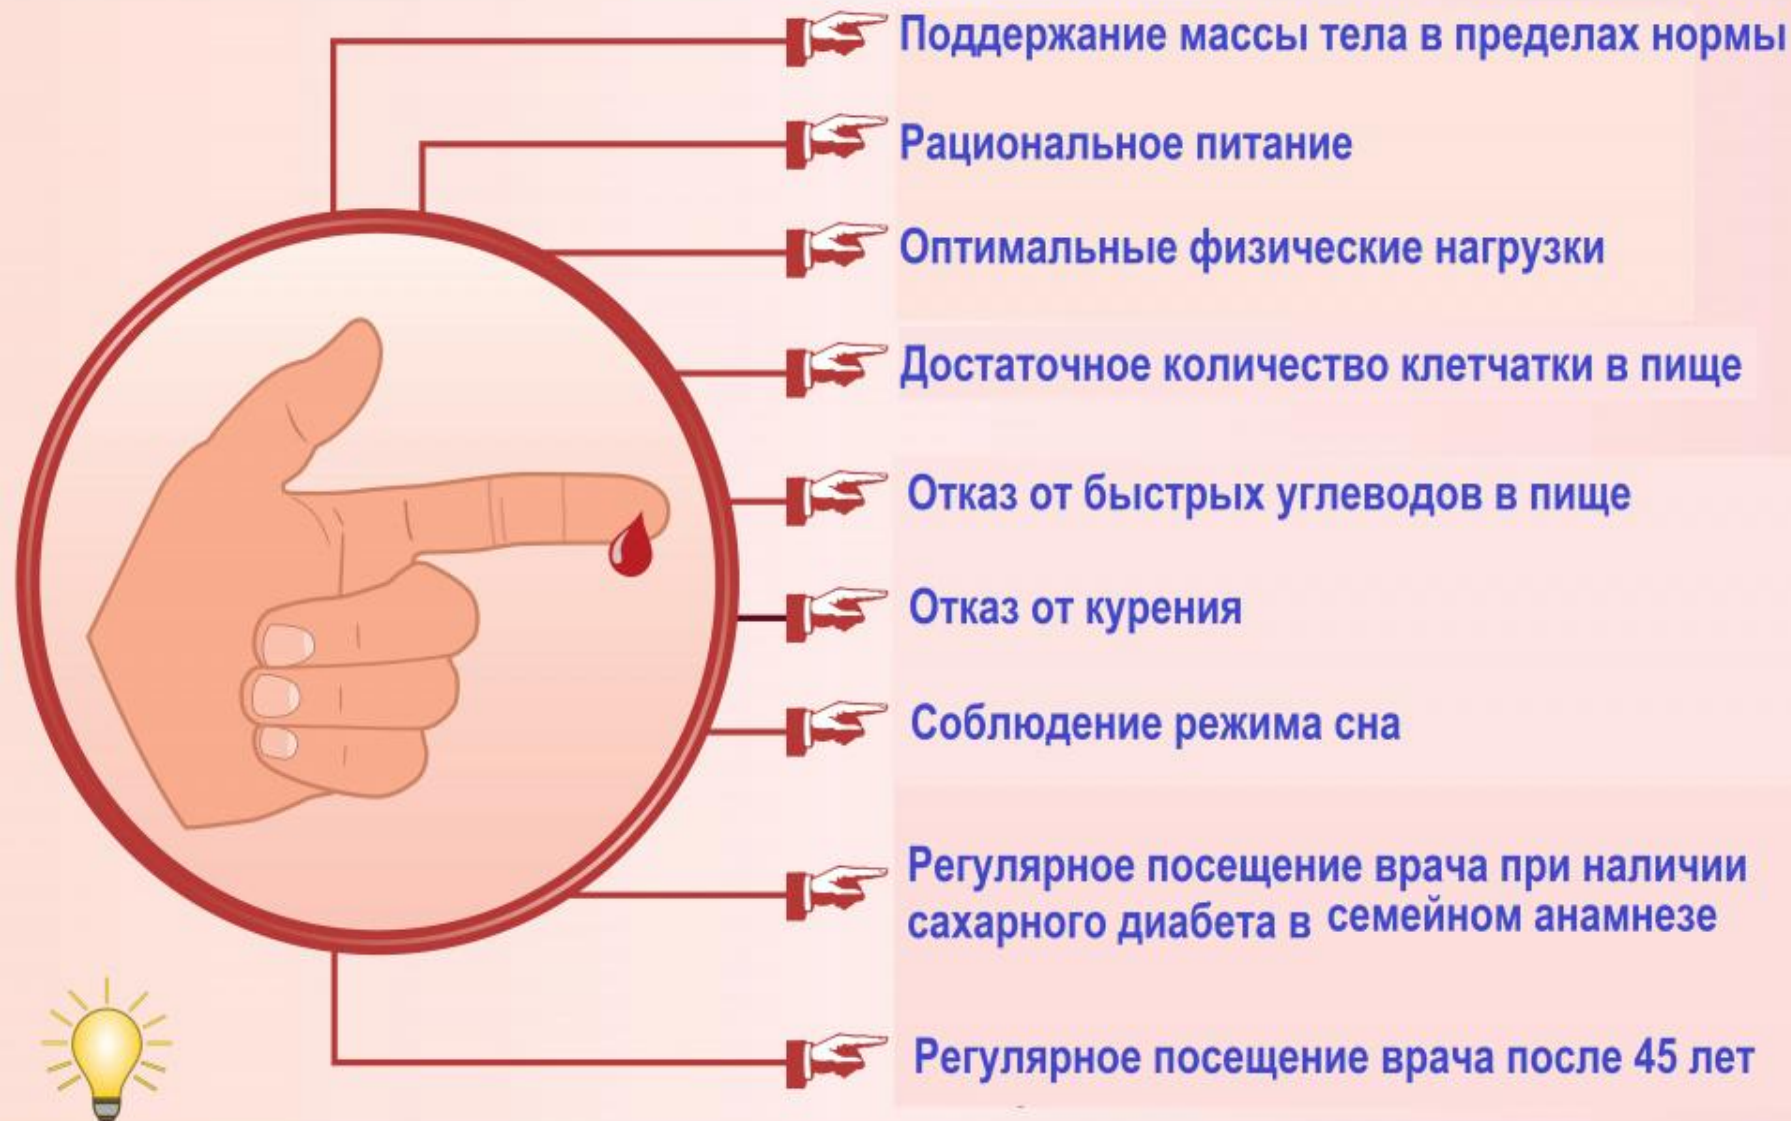 Поддержание массы тела в пределах нормы
Рациональное питание
Оптимальные физические нагрузки
Достаточное количество клетчатки в пище
Отказ от быстрых углеводов в пище
Отказ от курения
Соблюдение режима сна
Регулярное посещение врача при наличии
сахарного диабета в семейном анамнезе
Регулярное посещение врача после 45 лет